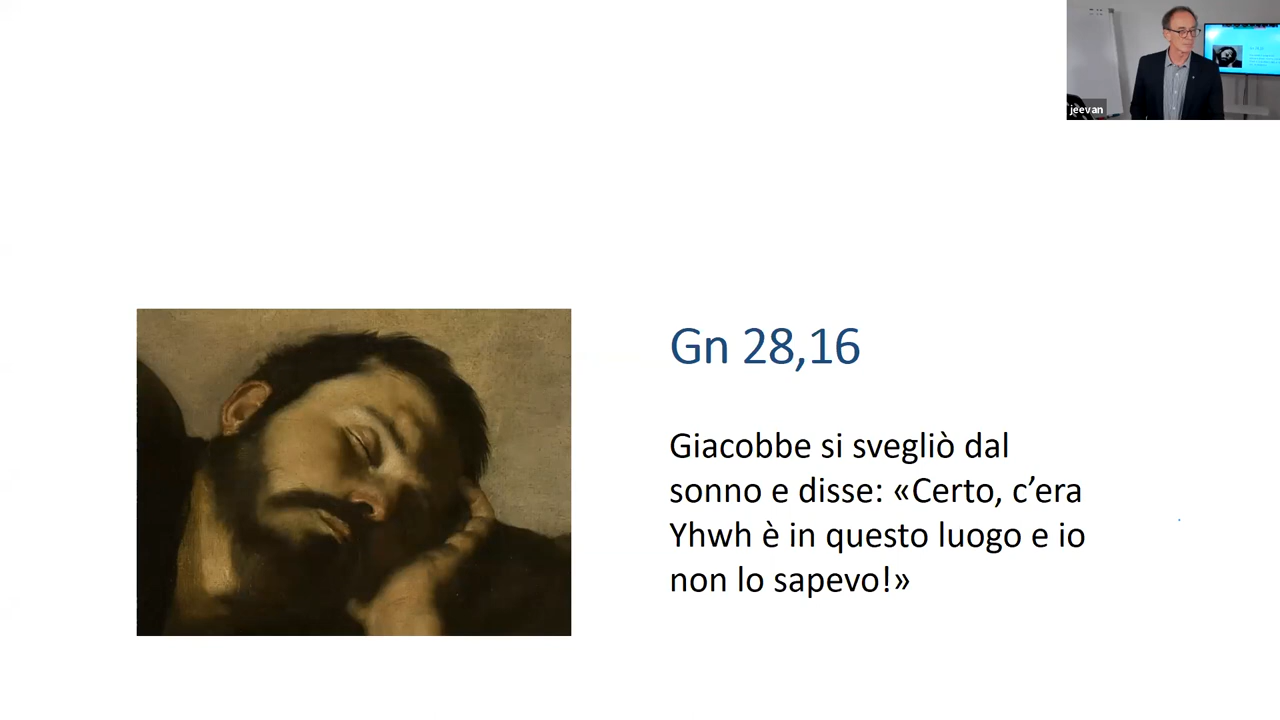 jeevan
Gn 28,16
Giacobbe si svegliò dal
sonno e disse: «Certo, c’era
Yhwh è in questo luogo e io
non lo sapevo!»